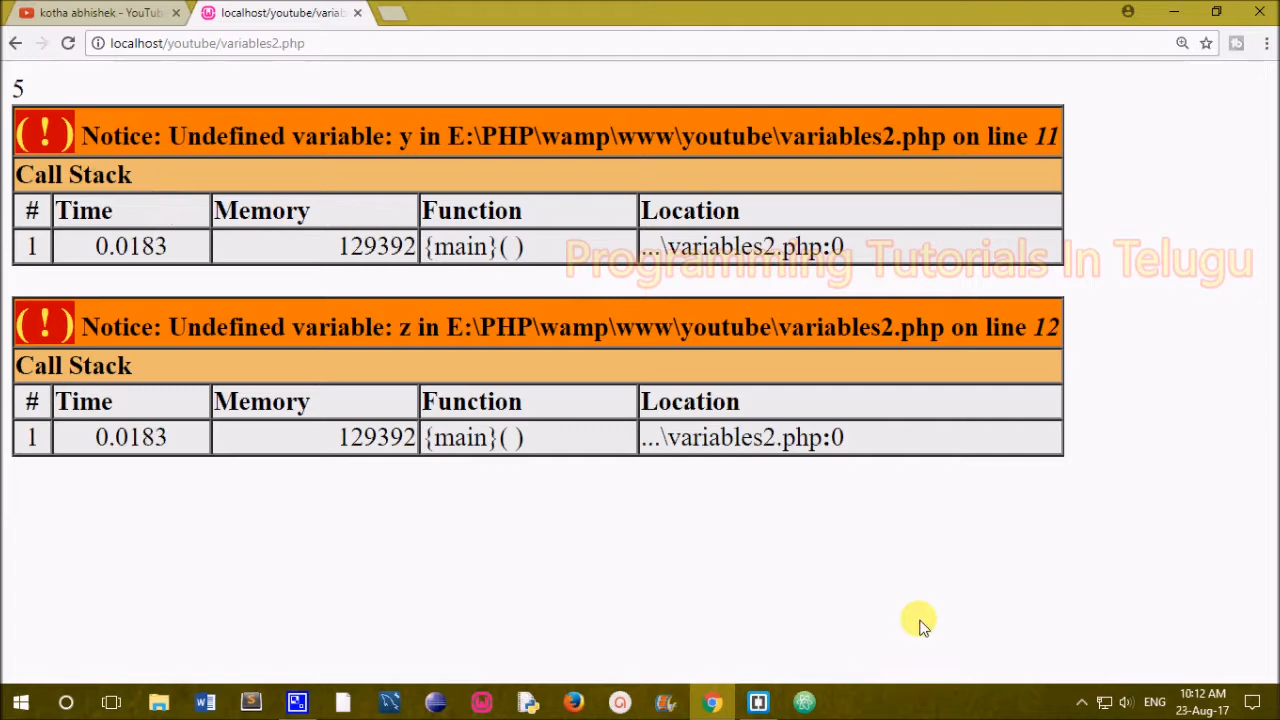 kotha abhishek - YouTub
localhost/youtube/variab
localhost/youtube/variables2.php
5
( ! ) Notice: Undefined variable: y in E:\PHP\wamp\www\youtube\variables2.php on line 11
Call Stack
# Time Memory Function Location
1 0.0183 129392 {main}( ) ...\variables2.php:0
Programming Tutorials In Telugu
( ! ) Notice: Undefined variable: z in E:\PHP\wamp\www\youtube\variables2.php on line 12
Call Stack
# Time Memory Function Location
1 0.0183 129392 {main}( ) ...\variables2.php:0
ENG
10:12 AM
23-Aug-17